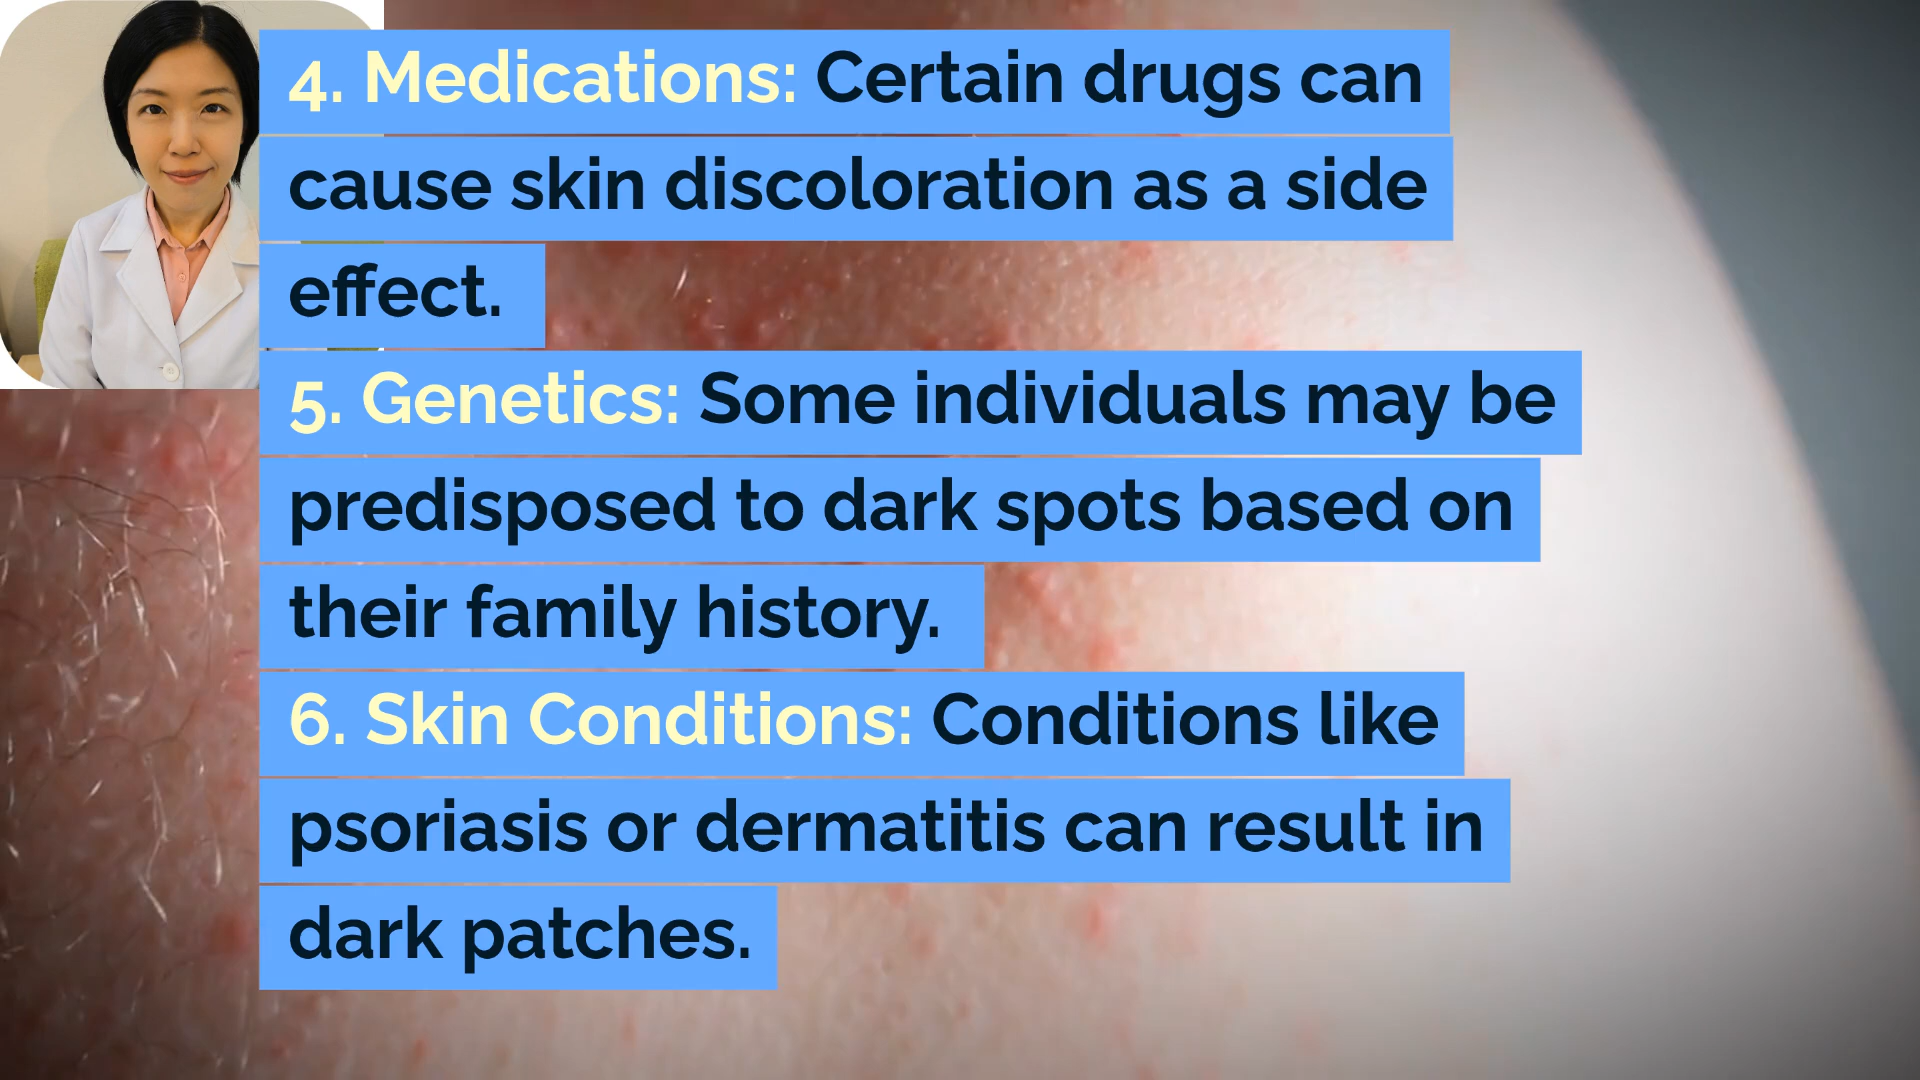 4. Medications: Certain drugs can
cause skin discoloration as a side
effect.
5. Genetics: Some individuals may be
predisposed to dark spots based on
their family history.
6. Skin Conditions: Conditions like
psoriasis or dermatitis can result in
dark patches.